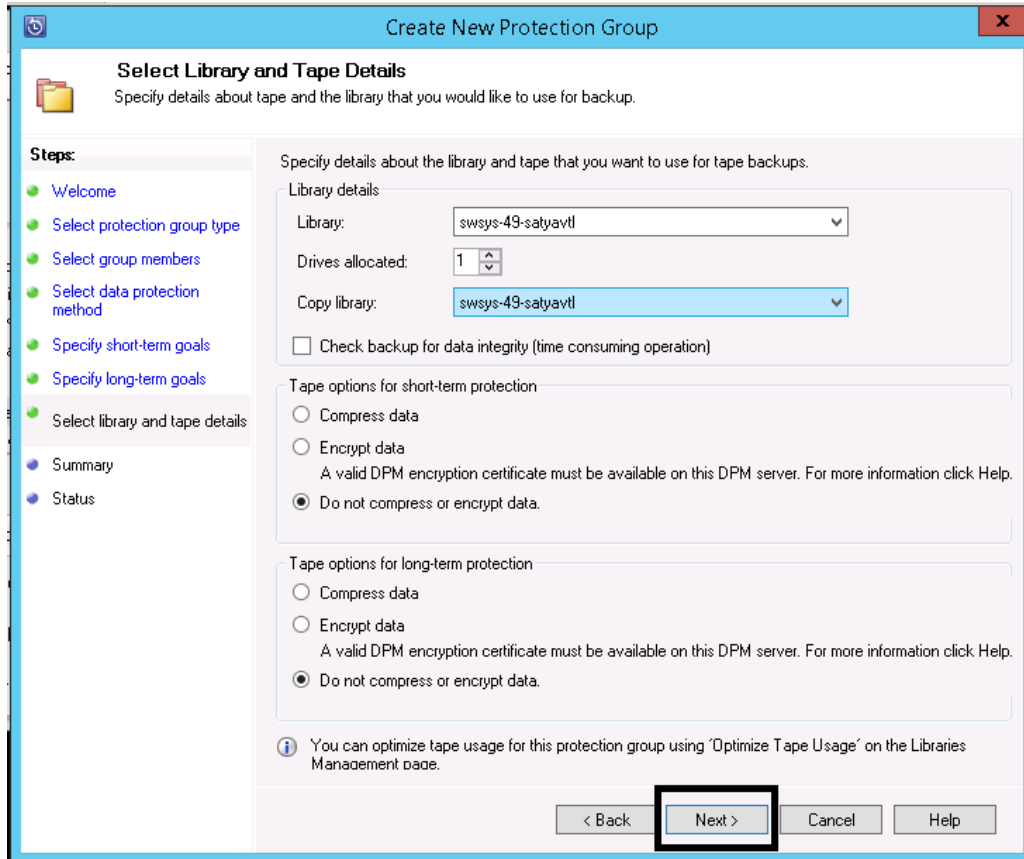 Create New Protection Group
x
Select Library and Tape Details
Specify details about tape and the library that you would like to use for backup.
Steps:
Welcome
Select protection group type
Select group members
Select data protection
method
Specify short-term goals
Specify long-term goals
Select library and tape details
Summary
Status
Specify details about the library and tape that you want to use for tape backups.
Library details
Library: swsys-49-satyavtl
Drives allocated: 1
Copy library: swsys-49-satyavtl
Check backup for data integrity (time consuming operation)
Tape options for short-term protection
Compress data
Encrypt data
A valid DPM encryption certificate must be available on this DPM server. For more information click Help.
Do not compress or encrypt data.
Tape options for long-term protection
Compress data
Encrypt data
A valid DPM encryption certificate must be available on this DPM server. For more information click Help.
Do not compress or encrypt data.
You can optimize tape usage for this protection group using ´Optimize Tape Usage´ on the Libraries
Management page.
< Back Next > Cancel Help